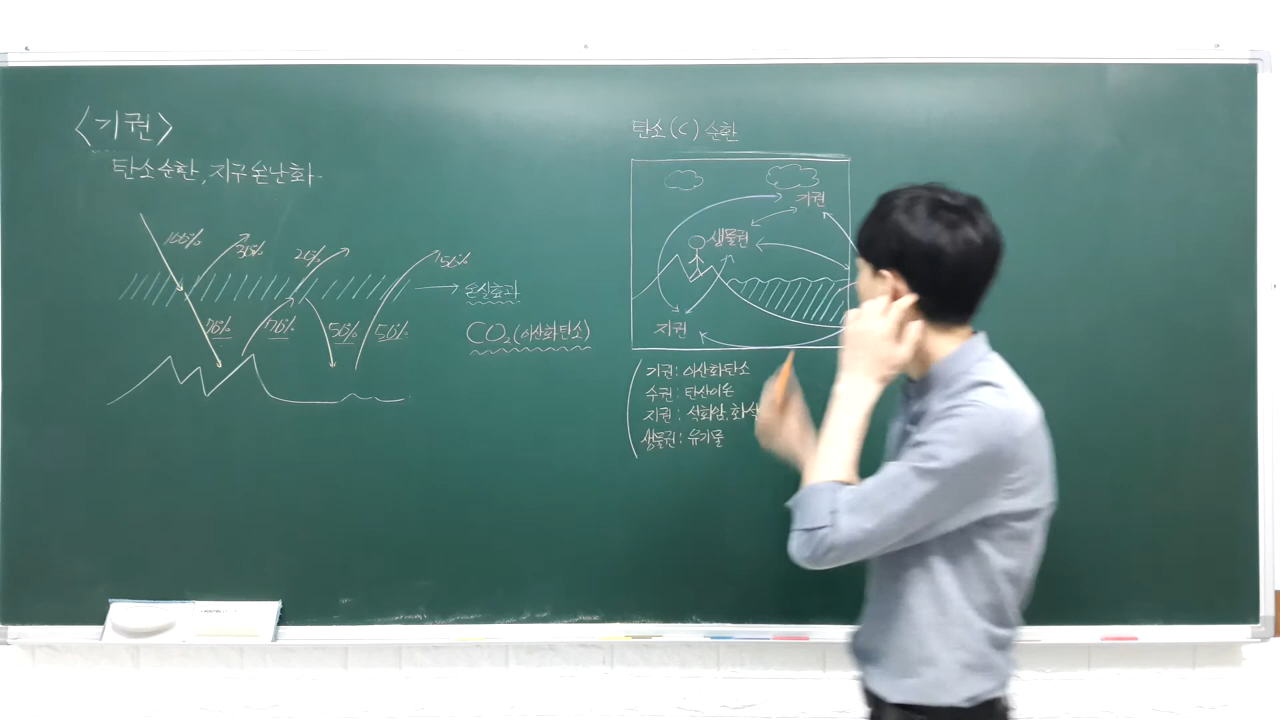 <기권>
탄소순환, 지구온난화
100%
30%
20%
50%
온실효과
70%
70%
50%
50%
CO₂(이산화탄소)
탄소(C) 순환
기권
생물권
지권
기권: 이산화탄소
수권: 탄산이온
지권: 석회암, 화석
생물권: 유기물